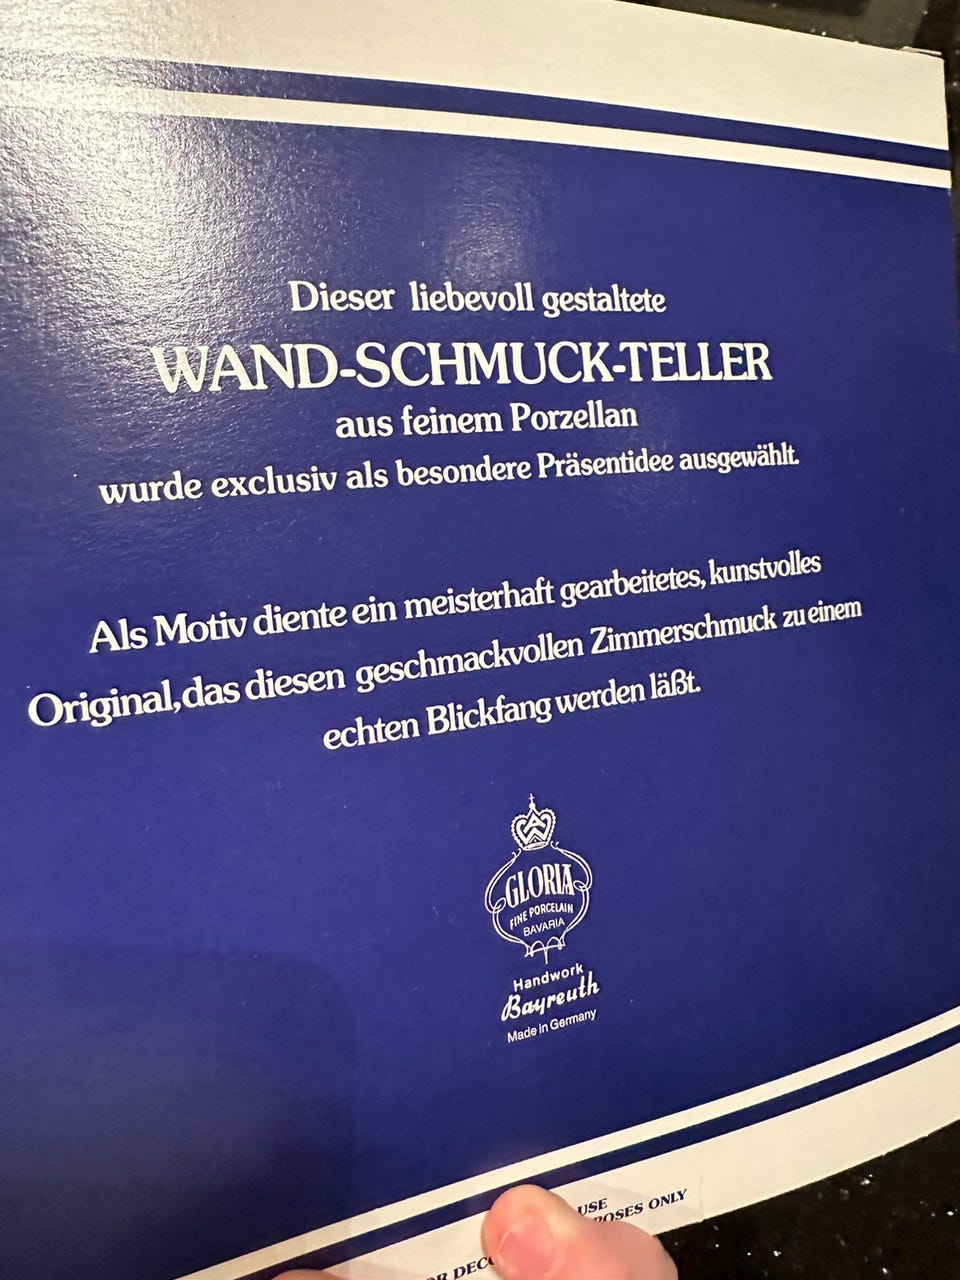 Dieser liebevoll gestaltete
WAND-SCHMUCK-TELLER
aus feinem Porzellan
wurde exclusiv als besondere Präsentidee ausgewählt.
Als Motiv diente ein meisterhaft gearbeitetes, kunstvolles
Original, das diesen geschmackvollen Zimmerschmuck zu einem
echten Blickfang werden läßt.
GLORIA
FINE PORCELAIN
BAVARIA
Handwork
Bayreuth
Made in Germany
USE
ONLY